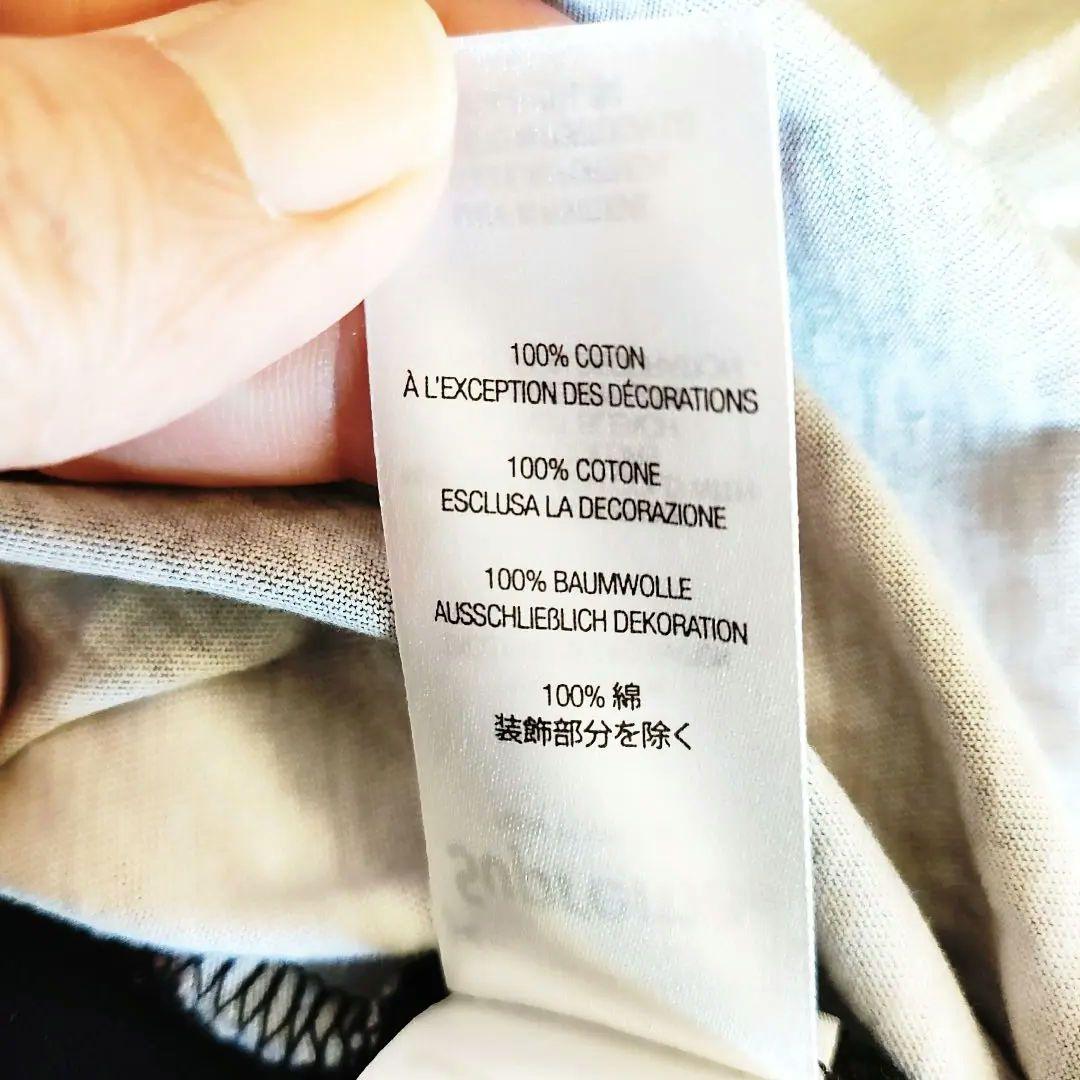 100% COTON
À L'EXCEPTION DES DÉCORATIONS
100% COTONE
ESCLUSA LA DECORAZIONE
100% BAUMWOLLE
AUSSCHLIEßLICH DEKORATION
100% 綿
装飾部分を除く